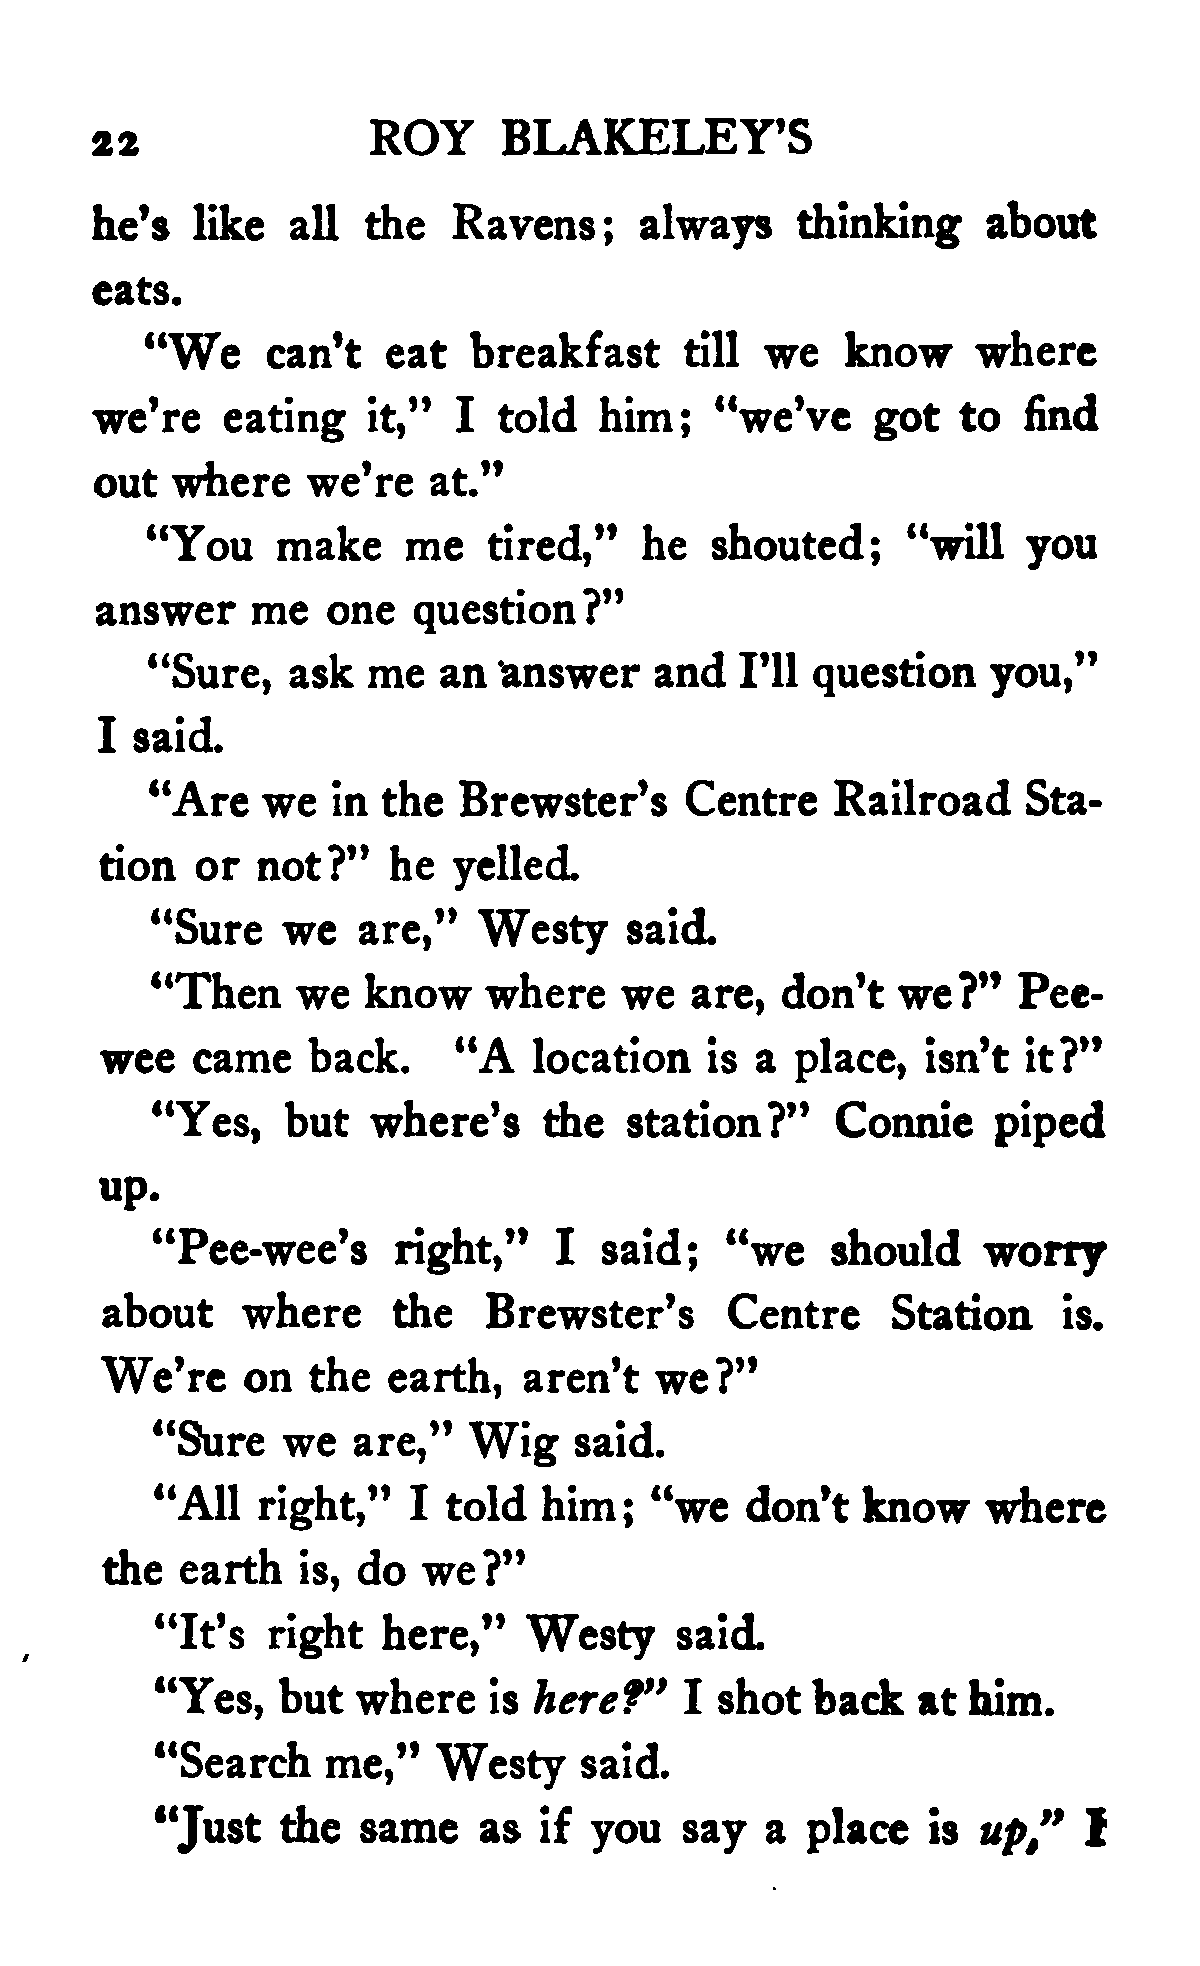 22 ROY BLAKELEY'S
he's like all the Ravens; always thinking about
eats.
"We can't eat breakfast till we know where
we're eating it," I told him; "we've got to find
out where we're at."
"You make me tired," he shouted; "will you
answer me one question?"
"Sure, ask me an answer and I'll question you,"
I said.
"Are we in the Brewster's Centre Railroad Sta-
tion or not?" he yelled.
"Sure we are," Westy said.
"Then we know where we are, don't we?" Pee-
wee came back. "A location is a place, isn't it?"
"Yes, but where's the station?" Connie piped
up.
"Pee-wee's right," I said; "we should worry
about where the Brewster's Centre Station is.
We're on the earth, aren't we?"
"Sure we are," Wig said.
"All right," I told him; "we don't know where
the earth is, do we?"
"It's right here," Westy said.
"Yes, but where is here?" I shot back at him.
"Search me," Westy said.
"Just the same as if you say a place is up," I